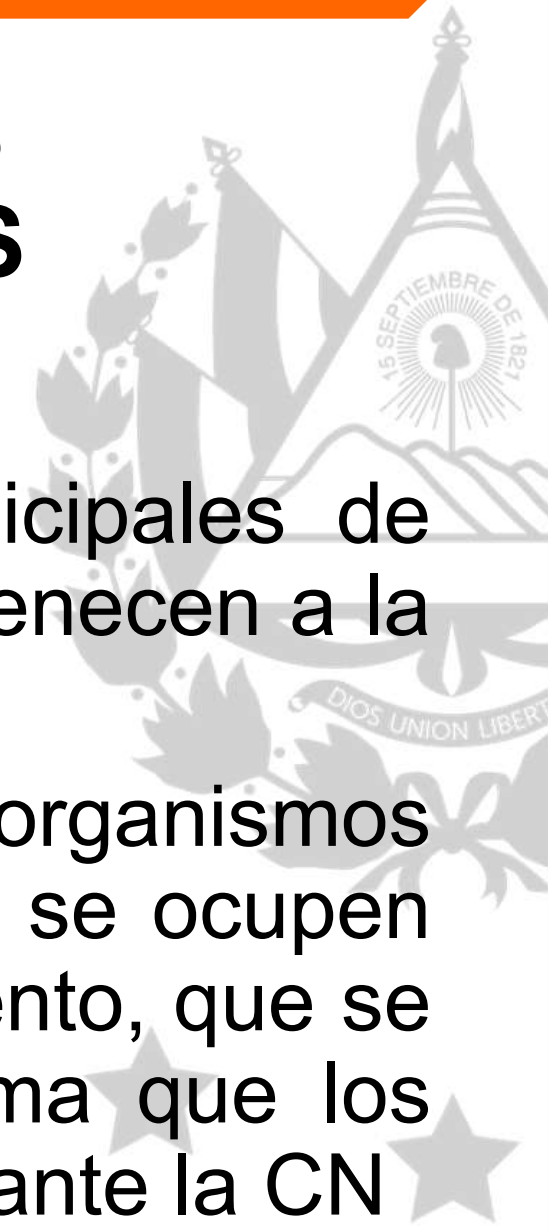 S
15 SEPTIEMBRE DE 1821
icipales de
enecen a la
DIOS UNION LIBERT
organismos
se ocupen
ento, que se
ma que los
ante la CN